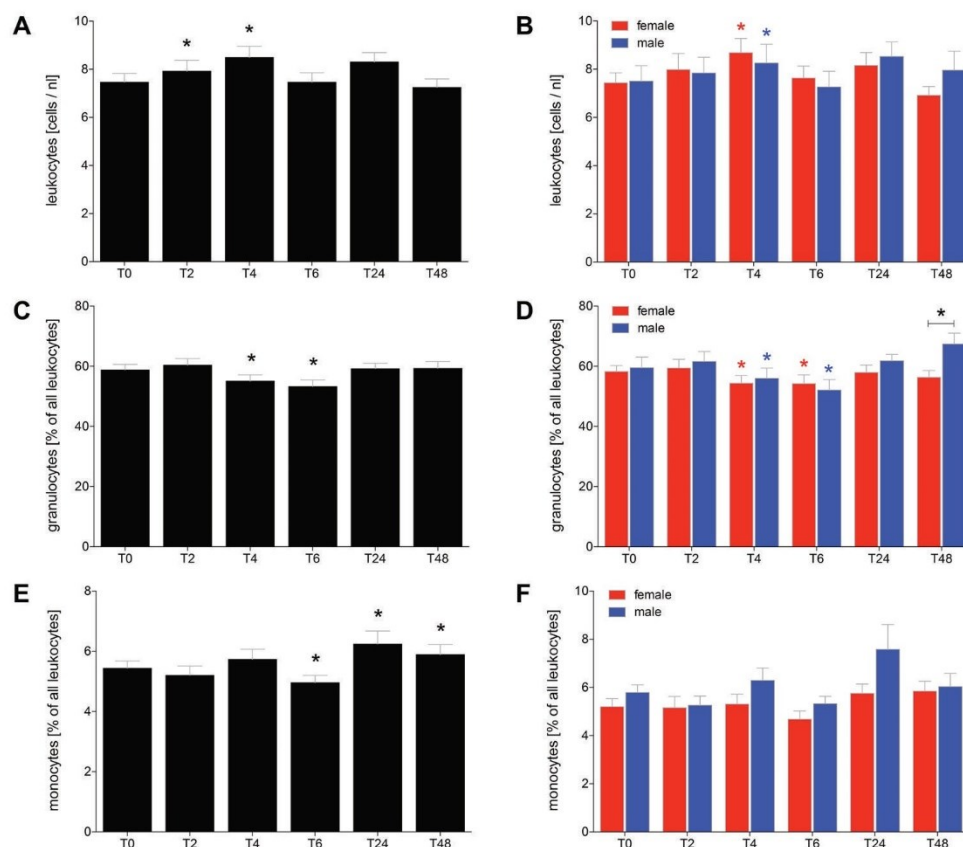 A
leukocytes [cells / nl]
10
8
6
4
2
0
* *
T0 T2 T4 T6 T24 T48
B
leukocytes [cells / nl]
female
male
10
8
6
4
2
0
* *
T0 T2 T4 T6 T24 T48
C
granulocytes [% of all leukocytes]
80
60
40
20
0
* *
T0 T2 T4 T6 T24 T48
D
granulocytes [% of all leukocytes]
female
male
80
60
40
20
0
* * * * *
T0 T2 T4 T6 T24 T48
E
monocytes [% of all leukocytes]
8
6
4
2
0
* * *
T0 T2 T4 T6 T24 T48
F
monocytes [% of all leukocytes]
female
male
10
8
6
4
2
0
T0 T2 T4 T6 T24 T48